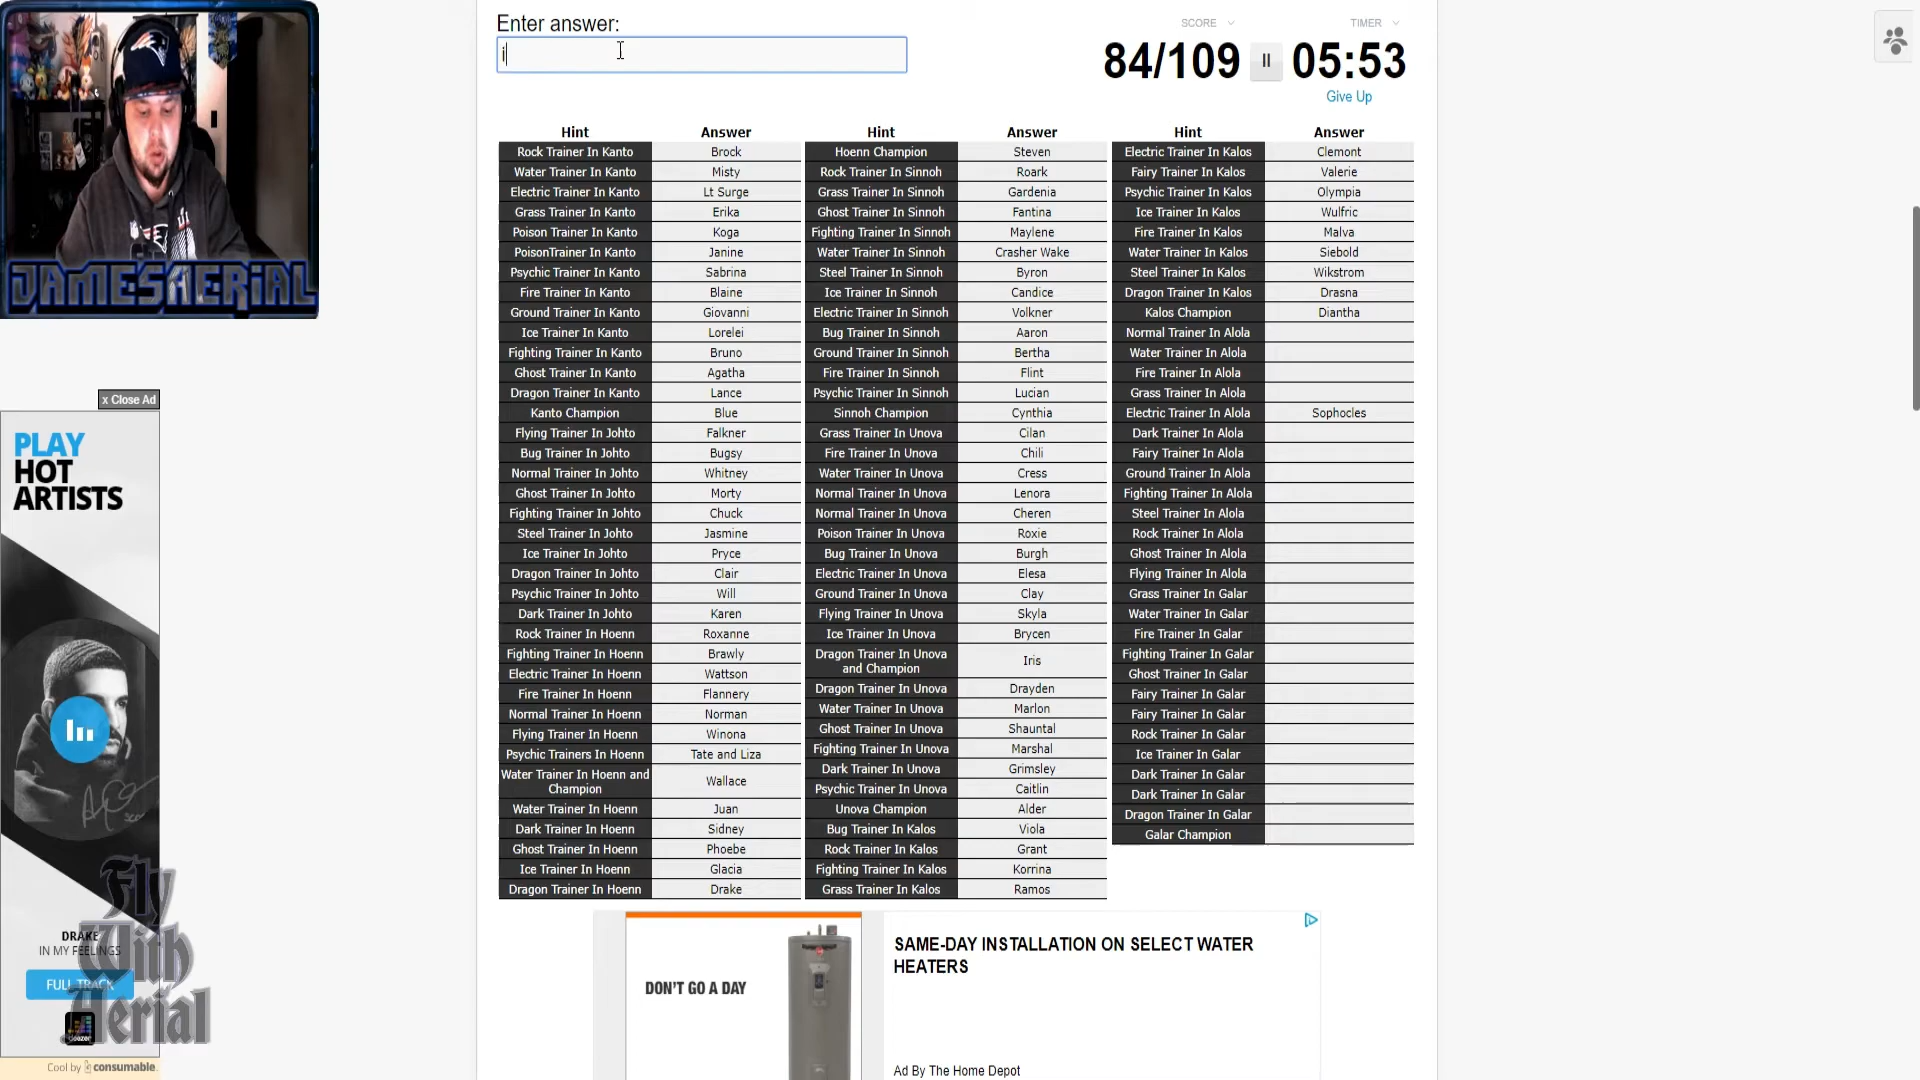 Enter answer:
i
SCORE
TIMER
84/109
05:53
Give Up
JAMESAERIAL
Hint Answer Hint Answer Hint Answer
Rock Trainer In Kanto Brock
Water Trainer In Kanto Misty
Electric Trainer In Kanto Lt Surge
Grass Trainer In Kanto Erika
Poison Trainer In Kanto Koga
PoisonTrainer In Kanto Janine
Psychic Trainer In Kanto Sabrina
Fire Trainer In Kanto Blaine
Ground Trainer In Kanto Giovanni
Ice Trainer In Kanto Lorelei
Fighting Trainer In Kanto Bruno
Ghost Trainer In Kanto Agatha
Dragon Trainer In Kanto Lance
Kanto Champion Blue
Flying Trainer In Johto Falkner
Bug Trainer In Johto Bugsy
Normal Trainer In Johto Whitney
Ghost Trainer In Johto Morty
Fighting Trainer In Johto Chuck
Steel Trainer In Johto Jasmine
Ice Trainer In Johto Pryce
Dragon Trainer In Johto Clair
Psychic Trainer In Johto Will
Dark Trainer In Johto Karen
Rock Trainer In Hoenn Roxanne
Fighting Trainer In Hoenn Brawly
Electric Trainer In Hoenn Wattson
Fire Trainer In Hoenn Flannery
Normal Trainer In Hoenn Norman
Flying Trainer In Hoenn Winona
Psychic Trainers In Hoenn Tate and Liza
Water Trainer In Hoenn and
Champion Wallace
Water Trainer In Hoenn Juan
Dark Trainer In Hoenn Sidney
Ghost Trainer In Hoenn Phoebe
Ice Trainer In Hoenn Glacia
Dragon Trainer In Hoenn Drake
Hoenn Champion Steven
Rock Trainer In Sinnoh Roark
Grass Trainer In Sinnoh Gardenia
Ghost Trainer In Sinnoh Fantina
Fighting Trainer In Sinnoh Maylene
Water Trainer In Sinnoh Crasher Wake
Steel Trainer In Sinnoh Byron
Ice Trainer In Sinnoh Candice
Electric Trainer In Sinnoh Volkner
Bug Trainer In Sinnoh Aaron
Ground Trainer In Sinnoh Bertha
Fire Trainer In Sinnoh Flint
Psychic Trainer In Sinnoh Lucian
Sinnoh Champion Cynthia
Grass Trainer In Unova Cilan
Fire Trainer In Unova Chili
Water Trainer In Unova Cress
Normal Trainer In Unova Lenora
Normal Trainer In Unova Cheren
Poison Trainer In Unova Roxie
Bug Trainer In Unova Burgh
Electric Trainer In Unova Elesa
Ground Trainer In Unova Clay
Flying Trainer In Unova Skyla
Ice Trainer In Unova Brycen
Dragon Trainer In Unova
and Champion Iris
Dragon Trainer In Unova Drayden
Water Trainer In Unova Marlon
Ghost Trainer In Unova Shauntal
Fighting Trainer In Unova Marshal
Dark Trainer In Unova Grimsley
Psychic Trainer In Unova Caitlin
Unova Champion Alder
Bug Trainer In Kalos Viola
Rock Trainer In Kalos Grant
Fighting Trainer In Kalos Korrina
Grass Trainer In Kalos Ramos
Electric Trainer In Kalos Clemont
Fairy Trainer In Kalos Valerie
Psychic Trainer In Kalos Olympia
Ice Trainer In Kalos Wulfric
Fire Trainer In Kalos Malva
Water Trainer In Kalos Siebold
Steel Trainer In Kalos Wikstrom
Dragon Trainer In Kalos Drasna
Kalos Champion Diantha
Normal Trainer In Alola
Water Trainer In Alola
Fire Trainer In Alola
Grass Trainer In Alola
Electric Trainer In Alola Sophocles
Dark Trainer In Alola
Fairy Trainer In Alola
Ground Trainer In Alola
Fighting Trainer In Alola
Steel Trainer In Alola
Rock Trainer In Alola
Ghost Trainer In Alola
Flying Trainer In Alola
Grass Trainer In Galar
Water Trainer In Galar
Fire Trainer In Galar
Fighting Trainer In Galar
Ghost Trainer In Galar
Fairy Trainer In Galar
Fairy Trainer In Galar
Rock Trainer In Galar
Ice Trainer In Galar
Dark Trainer In Galar
Dark Trainer In Galar
Dragon Trainer In Galar
Galar Champion
x Close Ad
PLAY
HOT
ARTISTS
DRAKE
IN MY FEELINGS
FULL TRACK
deezer
Cool by consumable.
Fly
With
Aerial
DON'T GO A DAY
SAME-DAY INSTALLATION ON SELECT WATER
HEATERS
Ad By The Home Depot